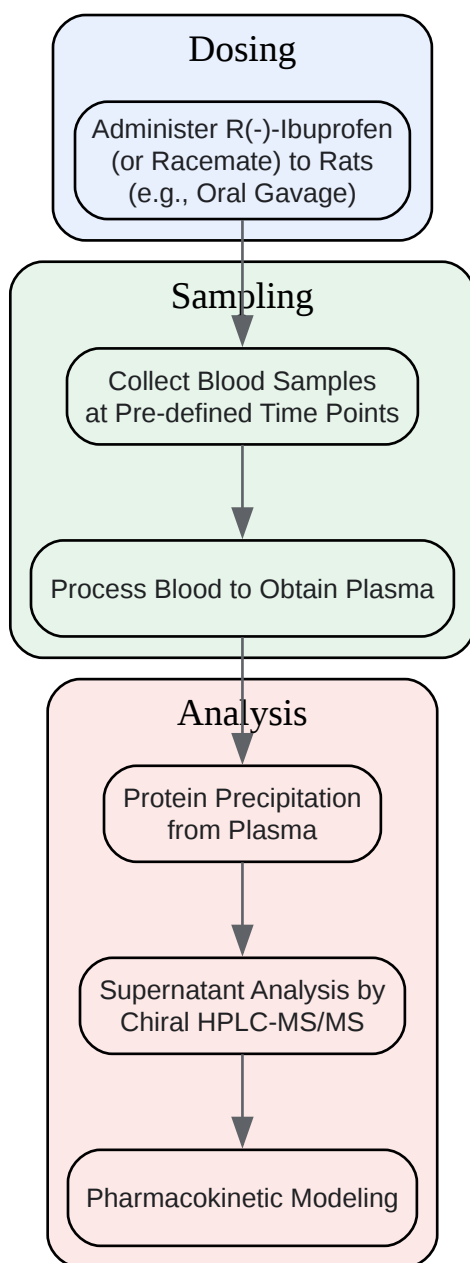 Dosing
Administer R(-)-Ibuprofen
(or Racemate) to Rats
(e.g., Oral Gavage)
Sampling
Collect Blood Samples
at Pre-defined Time Points
Process Blood to Obtain Plasma
Analysis
Protein Precipitation
from Plasma
Supernatant Analysis by
Chiral HPLC-MS/MS
Pharmacokinetic Modeling